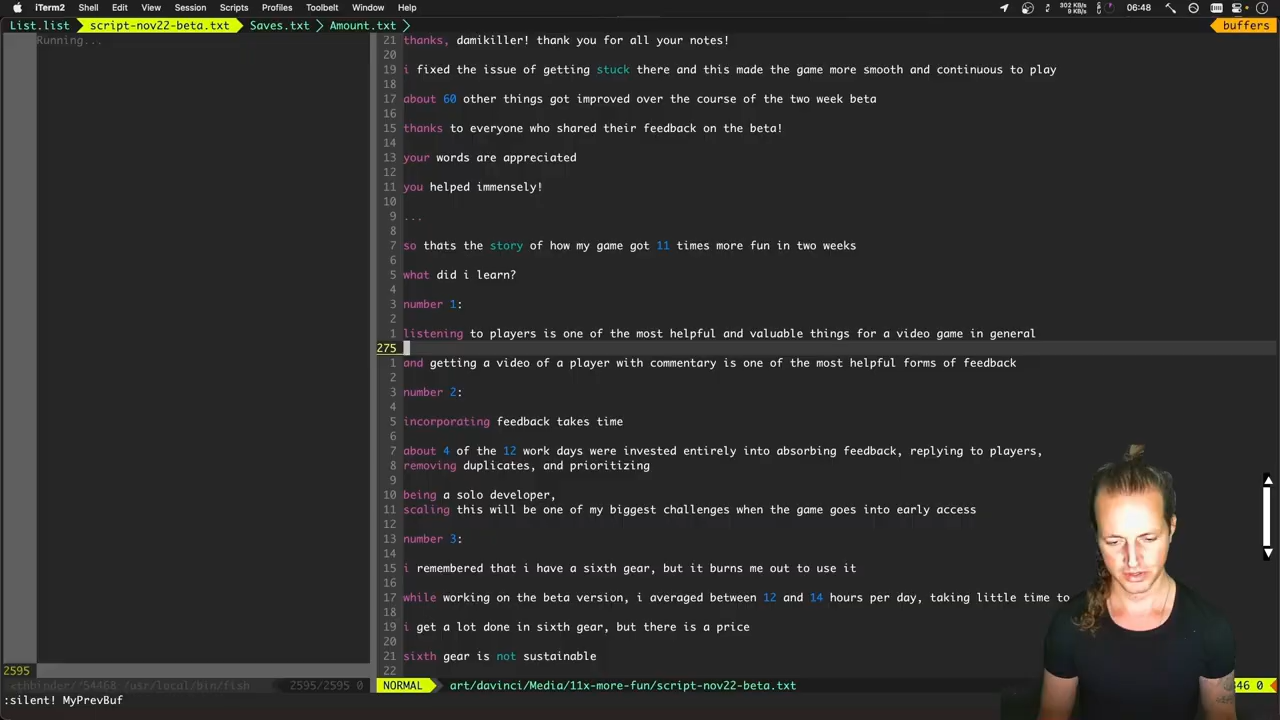 iTerm2 Shell Edit View Session Scripts Profiles Toolbelt Window Help 302 KB/s 9 KB/s 06:48
List.list script-nov22-beta.txt Saves.txt Amount.txt buffers
Running...
21 thanks, damikiller! thank you for all your notes!
20
19 i fixed the issue of getting stuck there and this made the game more smooth and continuous to play
18
17 about 60 other things got improved over the course of the two week beta
16
15 thanks to everyone who shared their feedback on the beta!
14
13 your words are appreciated
12
11 you helped immensely!
10
9 ...
8
7 so thats the story of how my game got 11 times more fun in two weeks
6
5 what did i learn?
4
3 number 1:
2
1 listening to players is one of the most helpful and valuable things for a video game in general
275
1 and getting a video of a player with commentary is one of the most helpful forms of feedback
2
3 number 2:
4
5 incorporating feedback takes time
6
7 about 4 of the 12 work days were invested entirely into absorbing feedback, replying to players,
8 removing duplicates, and prioritizing
9
10 being a solo developer,
11 scaling this will be one of my biggest challenges when the game goes into early access
12
13 number 3:
14
15 i remembered that i have a sixth gear, but it burns me out to use it
16
17 while working on the beta version, i averaged between 12 and 14 hours per day, taking little time to
18
19 i get a lot done in sixth gear, but there is a price
20
21 sixth gear is not sustainable
22
2595
<cthbinder/^54468 /usr/local/bin/fish 2595/2595 0 NORMAL art/davinci/Media/11x-more-fun/script-nov22-beta.txt 346 0
:silent! MyPrevBuf